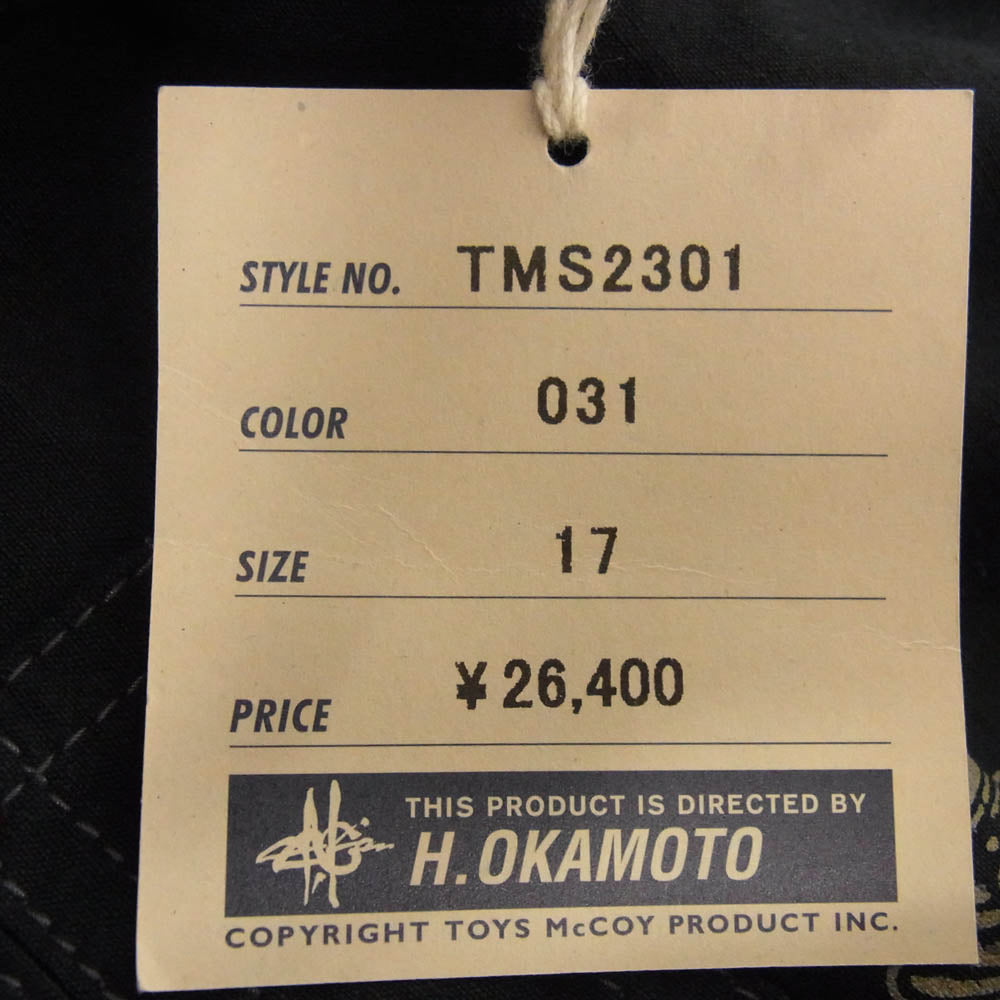 STYLE NO. TMS2301
COLOR 031
SIZE 17
PRICE ¥26,400
THIS PRODUCT IS DIRECTED BY
H.OKAMOTO
COPYRIGHT TOYS McCOY PRODUCT INC.